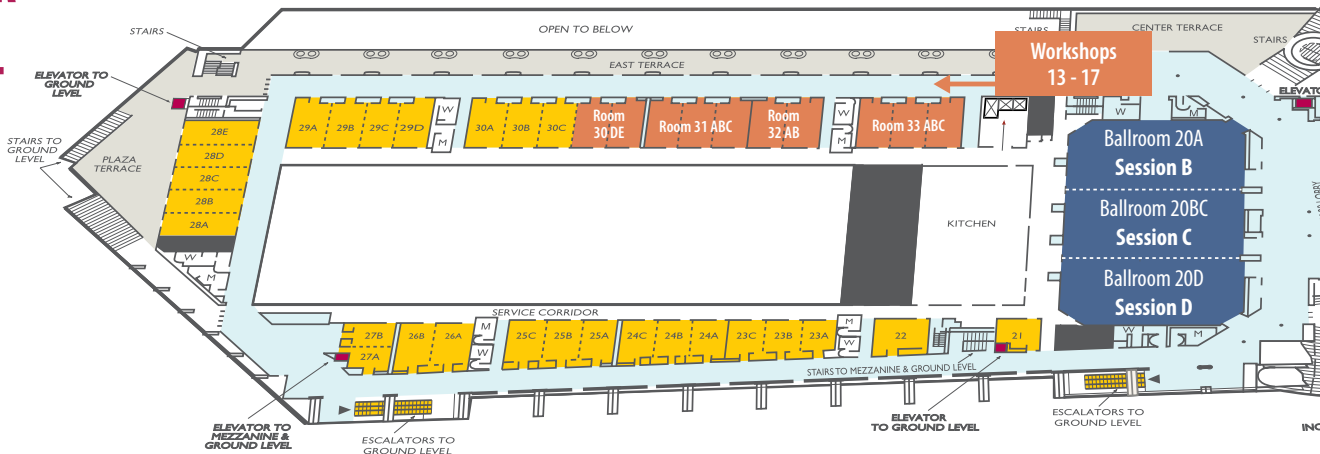 STAIRS
OPEN TO BELOW
STAIRS
CENTER TERRACE
STAIRS
EAST TERRACE
Workshops
13 - 17
ELEVATOR TO
GROUND
LEVEL
STAIRS TO
GROUND
LEVEL
PLAZA
TERRACE
28E
28D
28C
28B
28A
W
M
29A
29B
29C
29D
W
M
30A
30B
30C
Room
30 DE
Room 31 ABC
Room
32 AB
W
M
Room 33 ABC
W
M
Ballroom 20A
Session B
Ballroom 20BC
Session C
Ballroom 20D
Session D
KITCHEN
SERVICE CORRIDOR
27B
27A
26B
26A
M
W
25C
25B
25A
24C
24B
24A
23C
23B
23A
M
W
22
21
W
M
STAIRS TO MEZZANINE & GROUND LEVEL
ELEVATOR TO
MEZZANINE &
GROUND LEVEL
ESCALATORS TO
GROUND LEVEL
ELEVATOR
TO GROUND LEVEL
ESCALATORS TO
GROUND LEVEL